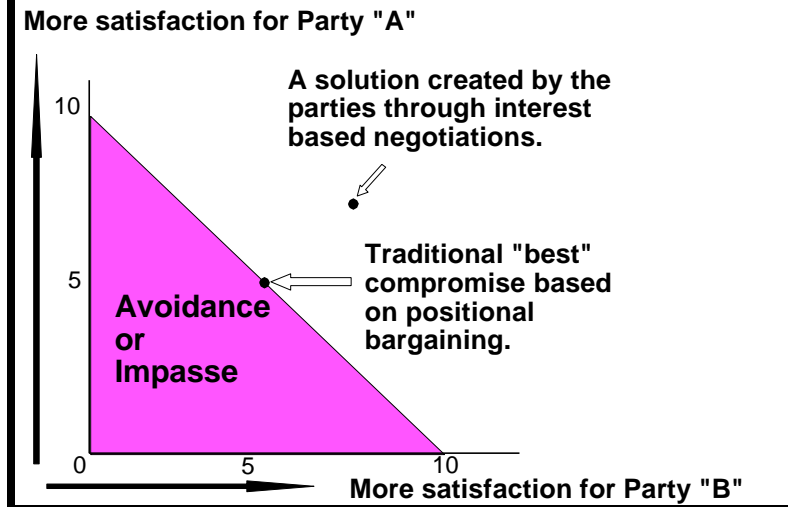 More satisfaction for Party "A"
A solution created by the
parties through interest
based negotiations.
10
Traditional "best"
compromise based
on positional
bargaining.
5
Avoidance
or
Impasse
0
5
10
More satisfaction for Party "B"